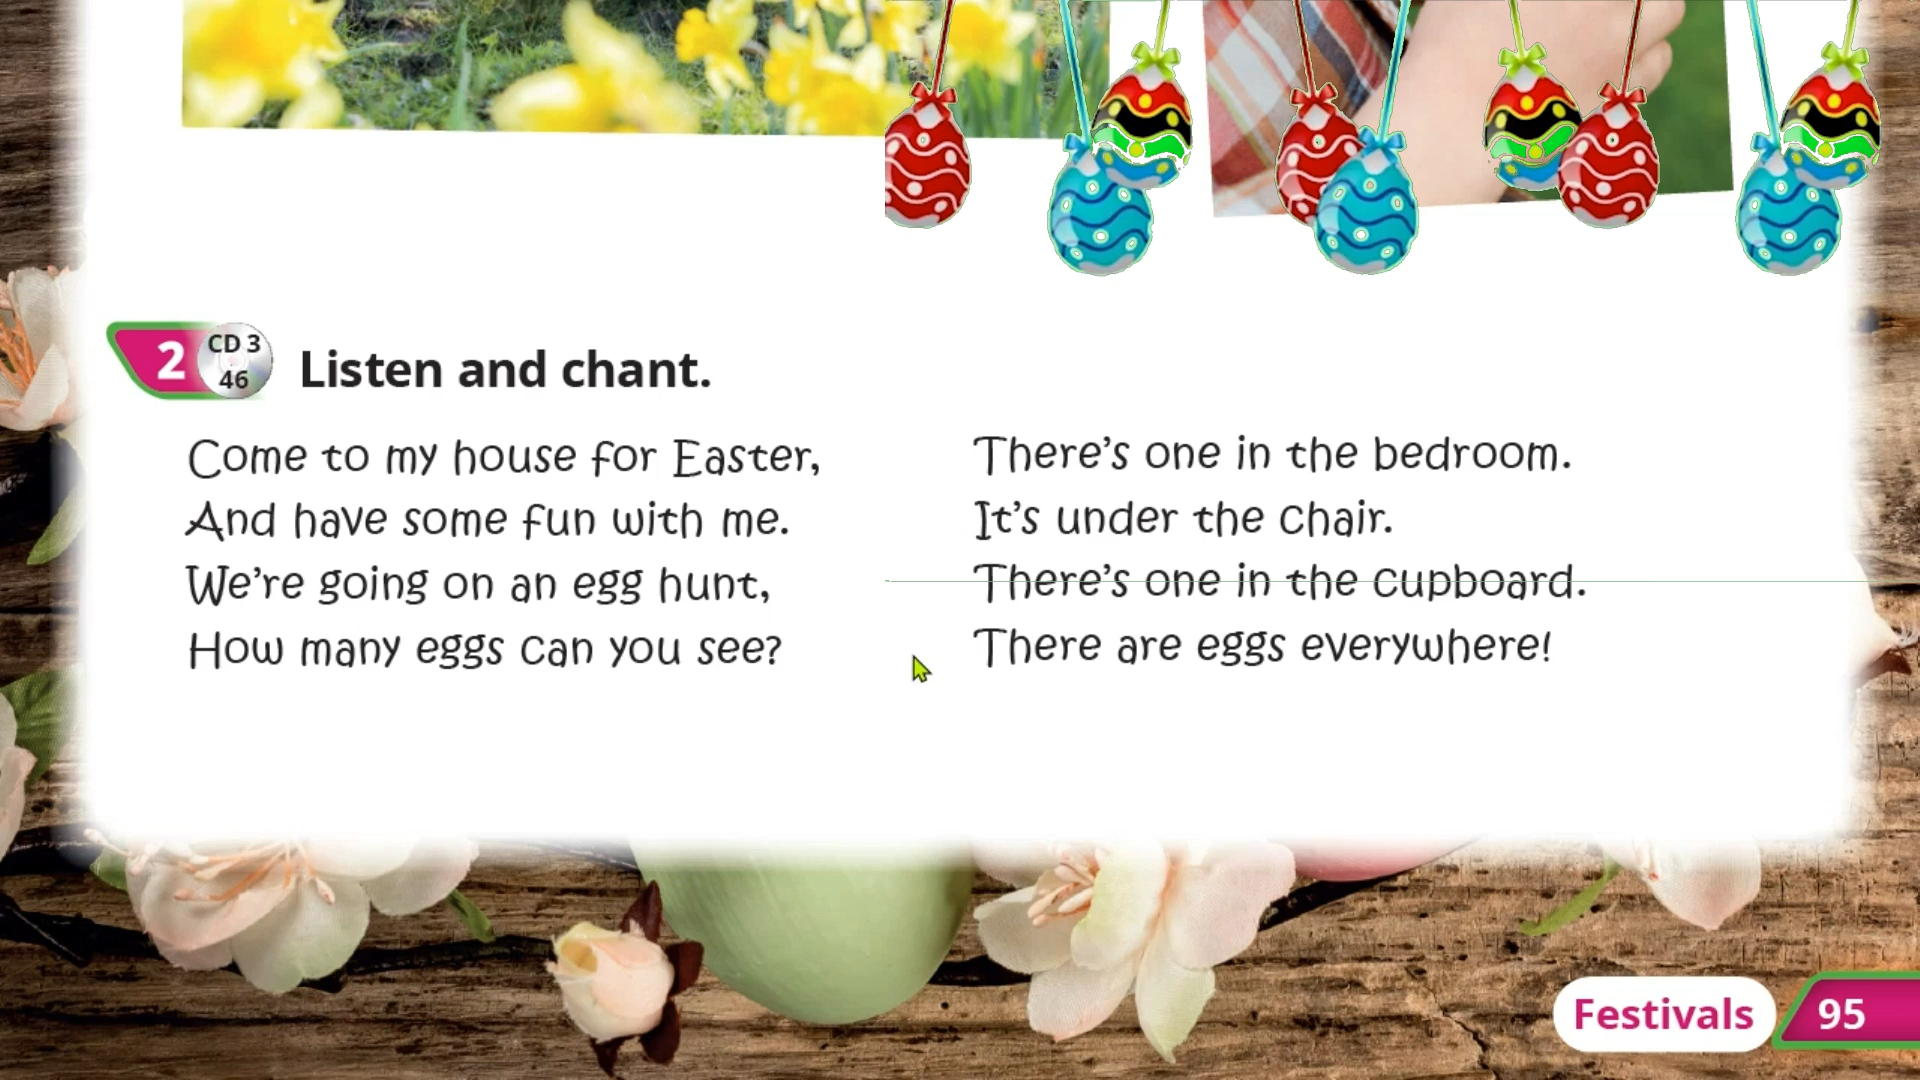 2 CD 3 46 Listen and chant.
Come to my house for Easter,
And have some fun with me.
We're going on an egg hunt,
How many eggs can you see?
There's one in the bedroom.
It's under the chair.
There's one in the cupboard.
There are eggs everywhere!
Festivals 95